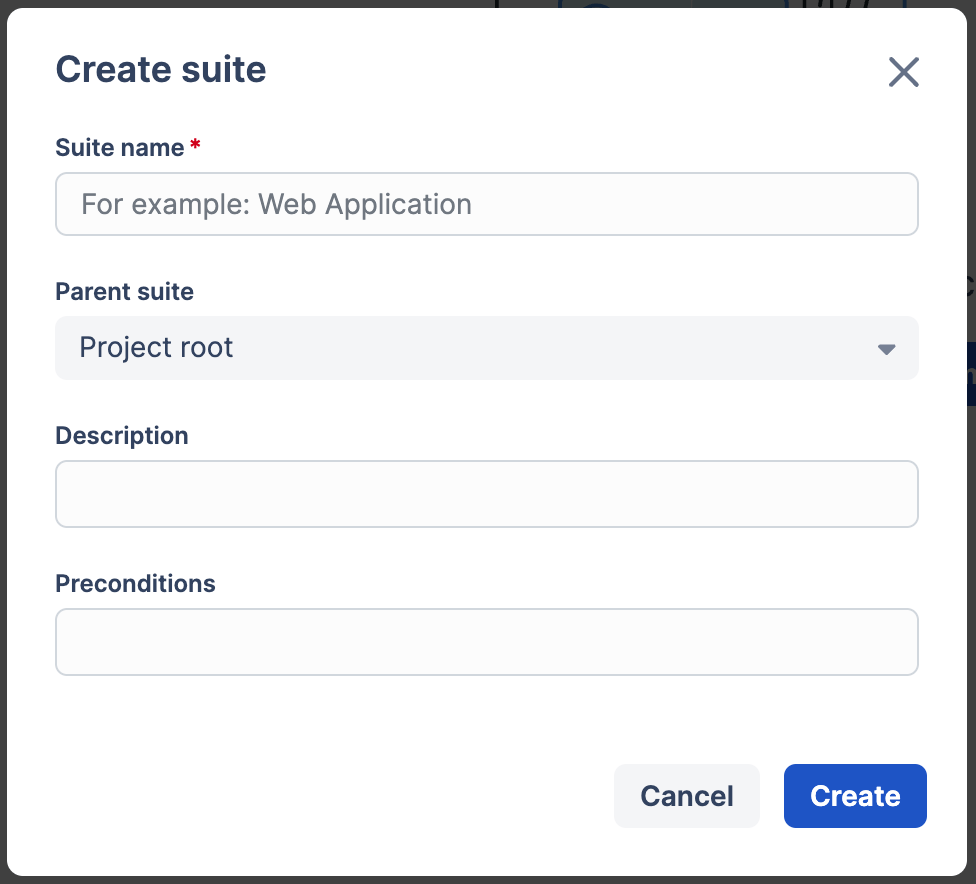 Create suite
Suite name *
For example: Web Application
Parent suite
Project root
Description
Preconditions
Cancel
Create